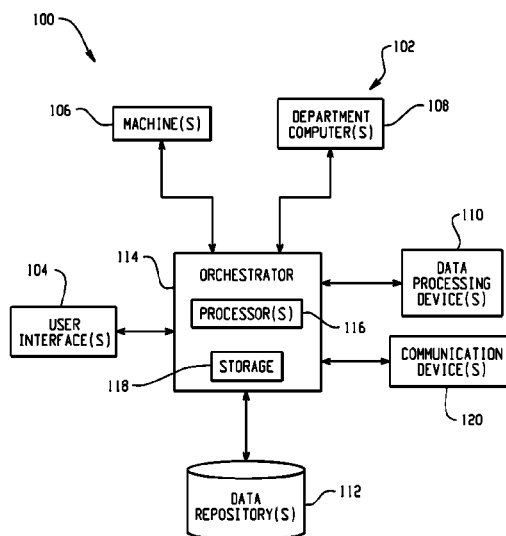 100
102
106
MACHINE(S)
DEPARTMENT
COMPUTER(S)
108
110
114
ORCHESTRATOR
DATA
PROCESSING
DEVICE(S)
104
PROCESSOR(S)
116
USER
INTERFACE(S)
118
STORAGE
COMMUNICATION
DEVICE(S)
120
DATA
REPOSITORY(S)
112